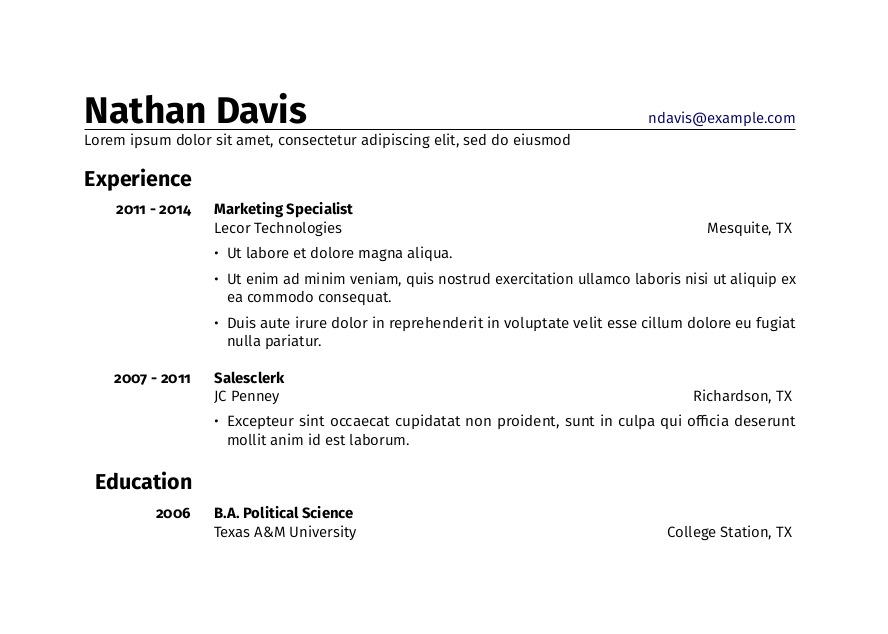 Nathan Davis ndavis@example.com
Lorem ipsum dolor sit amet, consectetur adipiscing elit, sed do eiusmod
Experience
2011 - 2014 Marketing Specialist
Lecor Technologies Mesquite, TX
• Ut labore et dolore magna aliqua.
• Ut enim ad minim veniam, quis nostrud exercitation ullamco laboris nisi ut aliquip ex
ea commodo consequat.
• Duis aute irure dolor in reprehenderit in voluptate velit esse cillum dolore eu fugiat
nulla pariatur.
2007 - 2011 Salesclerk
JC Penney Richardson, TX
• Excepteur sint occaecat cupidatat non proident, sunt in culpa qui officia deserunt
mollit anim id est laborum.
Education
2006 B.A. Political Science
Texas A&M University College Station, TX